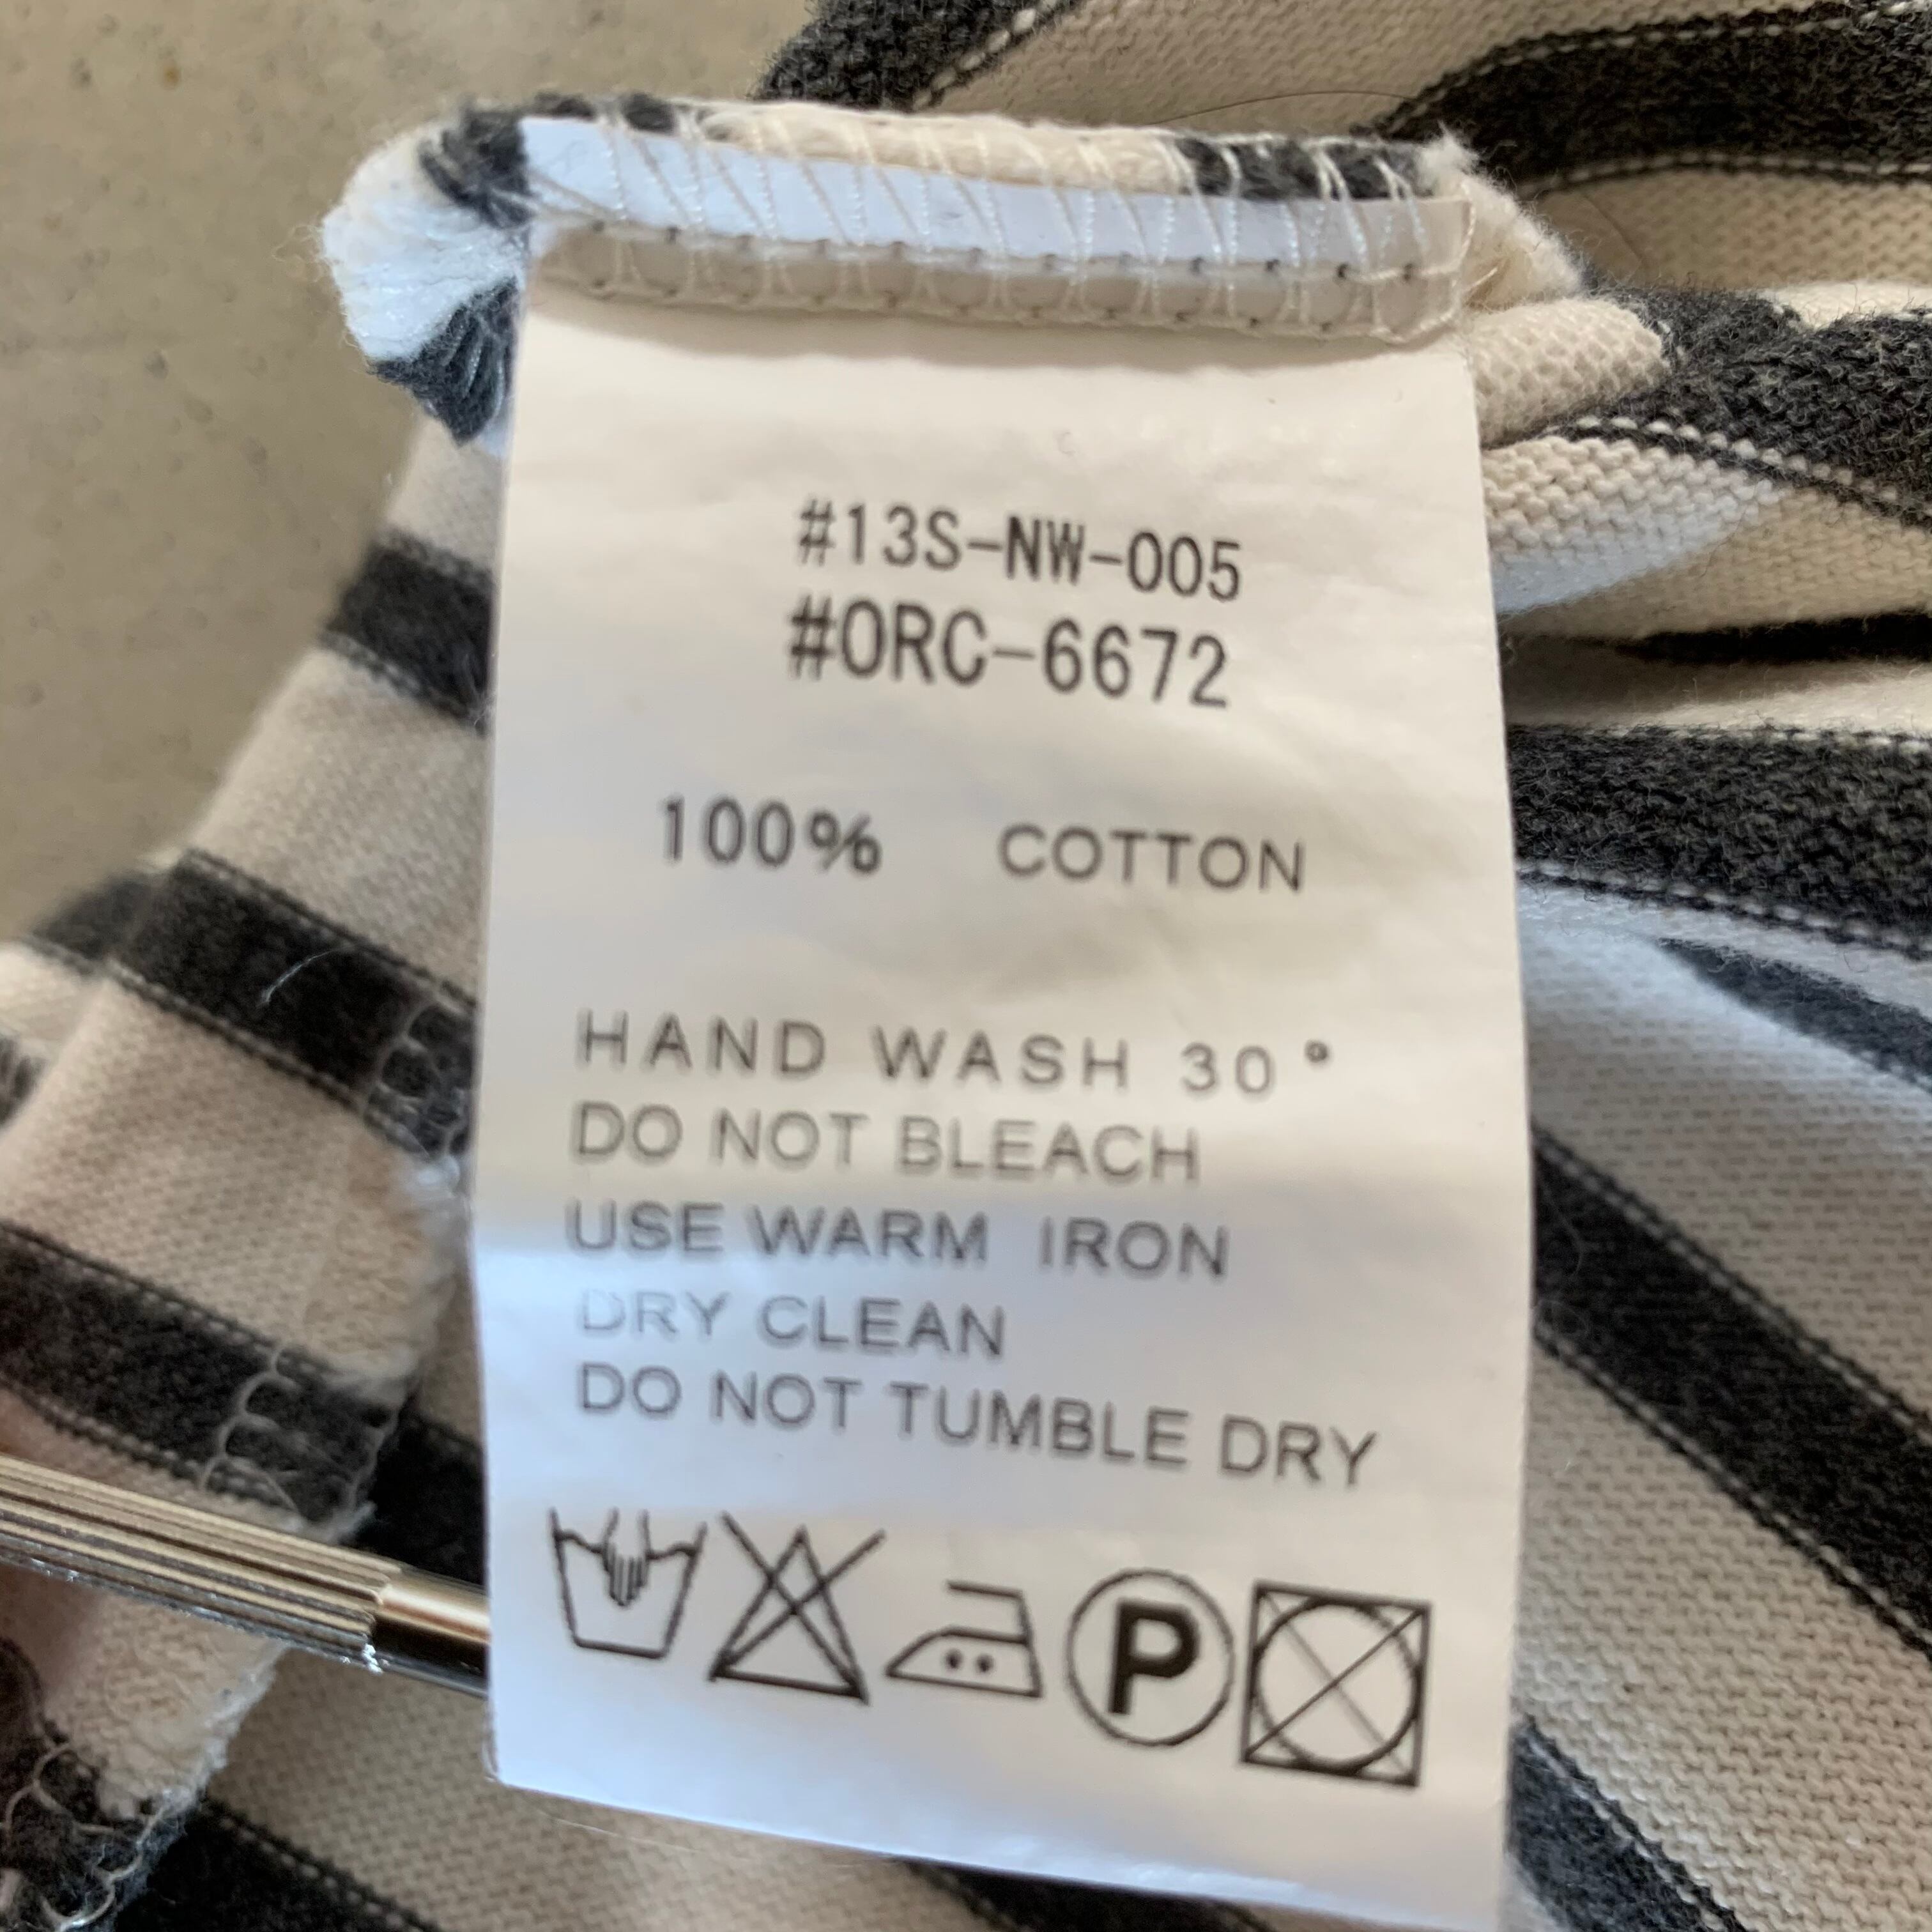 #13S-NW-005
#ORC-6672
100% COTTON
HAND WASH 30°
DO NOT BLEACH
USE WARM IRON
DRY CLEAN
DO NOT TUMBLE DRY
P